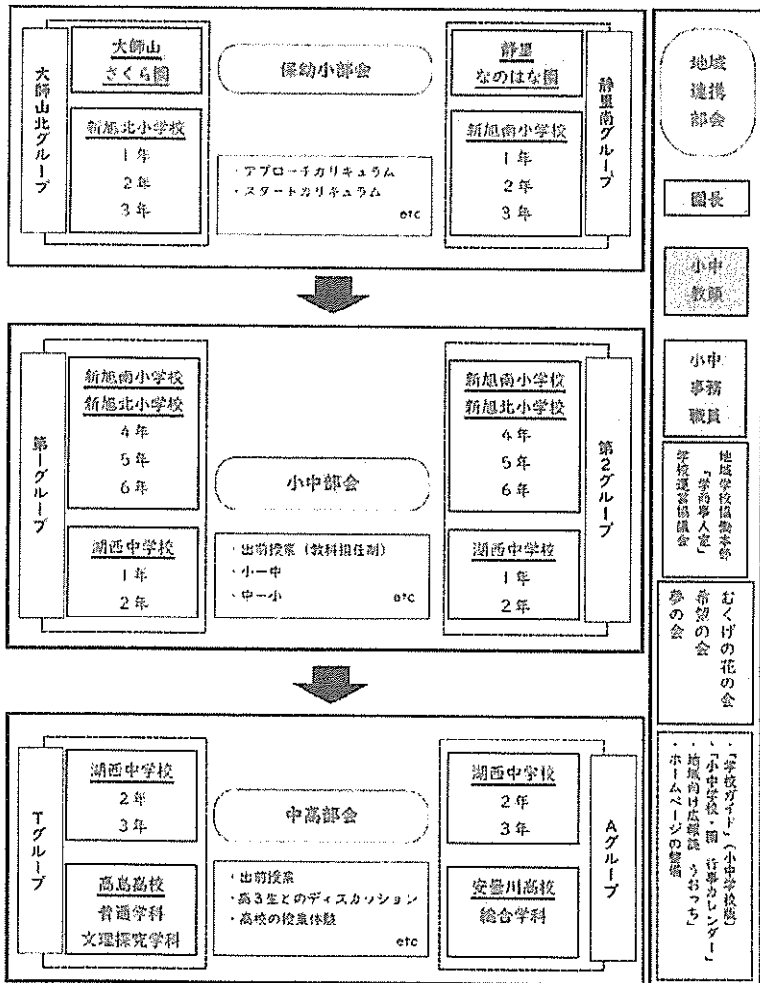 大師山北グループ
大師山
さくら園
新旭北小学校
1年
2年
3年
保幼小部会
・アプローチカリキュラム
・スタートカリキュラム
etc
静里
なのはな園
新旭南小学校
1年
2年
3年
静里南グループ
第1グループ
新旭南小学校
新旭北小学校
4年
5年
6年
湖西中学校
1年
2年
小中部会
・出前授業（教科担任制）
・小ー中
・中ー小
etc
新旭南小学校
新旭北小学校
4年
5年
6年
湖西中学校
1年
2年
第2グループ
Tグループ
湖西中学校
2年
3年
高島高校
普通学科
文理探究学科
中高部会
・出前授業
・高3生とのディスカッション
・高校の授業体験
etc
湖西中学校
2年
3年
安曇川高校
総合学科
Aグループ
地域
連携
部会
園長
小中
教頭
小中
事務
職員
地域学校協働本部
学校運営協議会
むくげの花の会
希望の会
夢の会
・「学校ガイド」（小中学校版）
・「小中学校・園 行事カレンダー」
・ホームページの整備